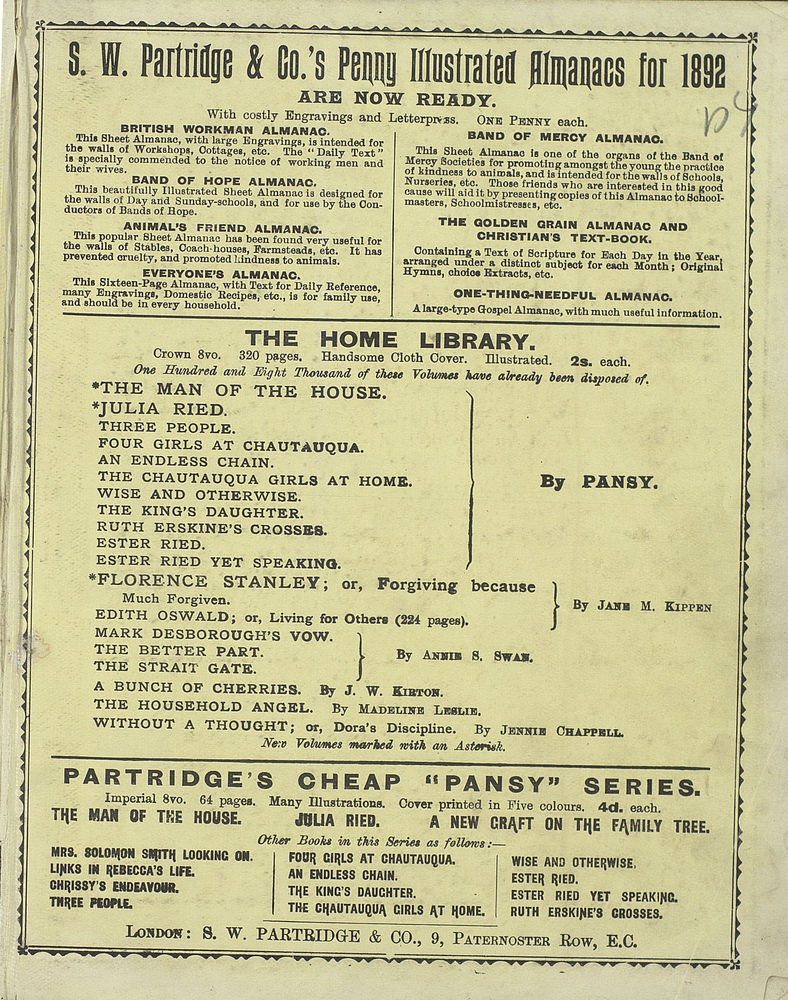 S. W. Partridge & Co.'s Penny Illustrated Almanacs for 1892
ARE NOW READY.
With costly Engravings and Letterpress. ONE PENNY each.
BRITISH WORKMAN ALMANAC.
This Sheet Almanac, with large Engravings, is intended for
the walls of Workshops, Cottages, etc. The "Daily Text"
is specially commended to the notice of working men and
their wives.
BAND OF HOPE ALMANAC.
This beautifully Illustrated Sheet Almanac is designed for
the walls of Day and Sunday-schools, and for use by the Con-
ductors of Bands of Hope.
ANIMAL'S FRIEND ALMANAC.
This popular Sheet Almanac has been found very useful for
the walls of Stables, Coach-houses, Farmsteads, etc. It has
prevented cruelty, and promoted kindness to animals.
EVERYONE'S ALMANAC.
This Sixteen-Page Almanac, with Text for Daily Reference,
many Engravings, Domestic Recipes, etc., is for family use,
and should be in every household.
BAND OF MERCY ALMANAC.
This Sheet Almanac is one of the organs of the Band of
Mercy Societies for promoting amongst the young the practice
of kindness to animals, and is intended for the walls of Schools,
Nurseries, etc. Those friends who are interested in this good
cause will aid it by presenting copies of this Almanac to School-
masters, Schoolmistresses, etc.
THE GOLDEN GRAIN ALMANAC AND
CHRISTIAN'S TEXT-BOOK.
Containing a Text of Scripture for Each Day in the Year,
arranged under a distinct subject for each Month; Original
Hymns, choice Extracts, etc.
ONE-THING-NEEDFUL ALMANAC.
A large-type Gospel Almanac, with much useful information.
THE HOME LIBRARY.
Crown 8vo. 320 pages. Handsome Cloth Cover. Illustrated. 2s. each.
One Hundred and Eight Thousand of these Volumes have already been disposed of.
*THE MAN OF THE HOUSE.
*JULIA RIED.
THREE PEOPLE.
FOUR GIRLS AT CHAUTAUQUA.
AN ENDLESS CHAIN.
THE CHAUTAUQUA GIRLS AT HOME.
WISE AND OTHERWISE.
THE KING'S DAUGHTER.
RUTH ERSKINE'S CROSSES.
ESTER RIED.
ESTER RIED YET SPEAKING.
By PANSY.
*FLORENCE STANLEY; or, Forgiving because
Much Forgiven.
EDITH OSWALD; or, Living for Others (224 pages).
By JANE M. KIPPEN
MARK DESBOROUGH'S VOW.
THE BETTER PART.
THE STRAIT GATE.
By ANNIE S. SWAN.
A BUNCH OF CHERRIES. By J. W. KIRTON.
THE HOUSEHOLD ANGEL. By MADELINE LESLIE.
WITHOUT A THOUGHT; or, Dora's Discipline. By JENNIE CHAPPELL.
New Volumes marked with an Asterisk.
PARTRIDGE'S CHEAP "PANSY" SERIES.
Imperial 8vo. 64 pages. Many Illustrations. Cover printed in Five colours. 4d. each.
THE MAN OF THE HOUSE. JULIA RIED. A NEW GRAFT ON THE FAMILY TREE.
Other Books in this Series as follows:—
MRS. SOLOMON SMITH LOOKING ON.
LINKS IN REBECCA'S LIFE.
CHRISSY'S ENDEAVOUR.
THREE PEOPLE.
FOUR GIRLS AT CHAUTAUQUA.
AN ENDLESS CHAIN.
THE KING'S DAUGHTER.
THE CHAUTAUQUA GIRLS AT HOME.
WISE AND OTHERWISE.
ESTER RIED.
ESTER RIED YET SPEAKING.
RUTH ERSKINE'S CROSSES.
LONDON: S. W. PARTRIDGE & CO., 9, PATERNOSTER ROW, E.C.